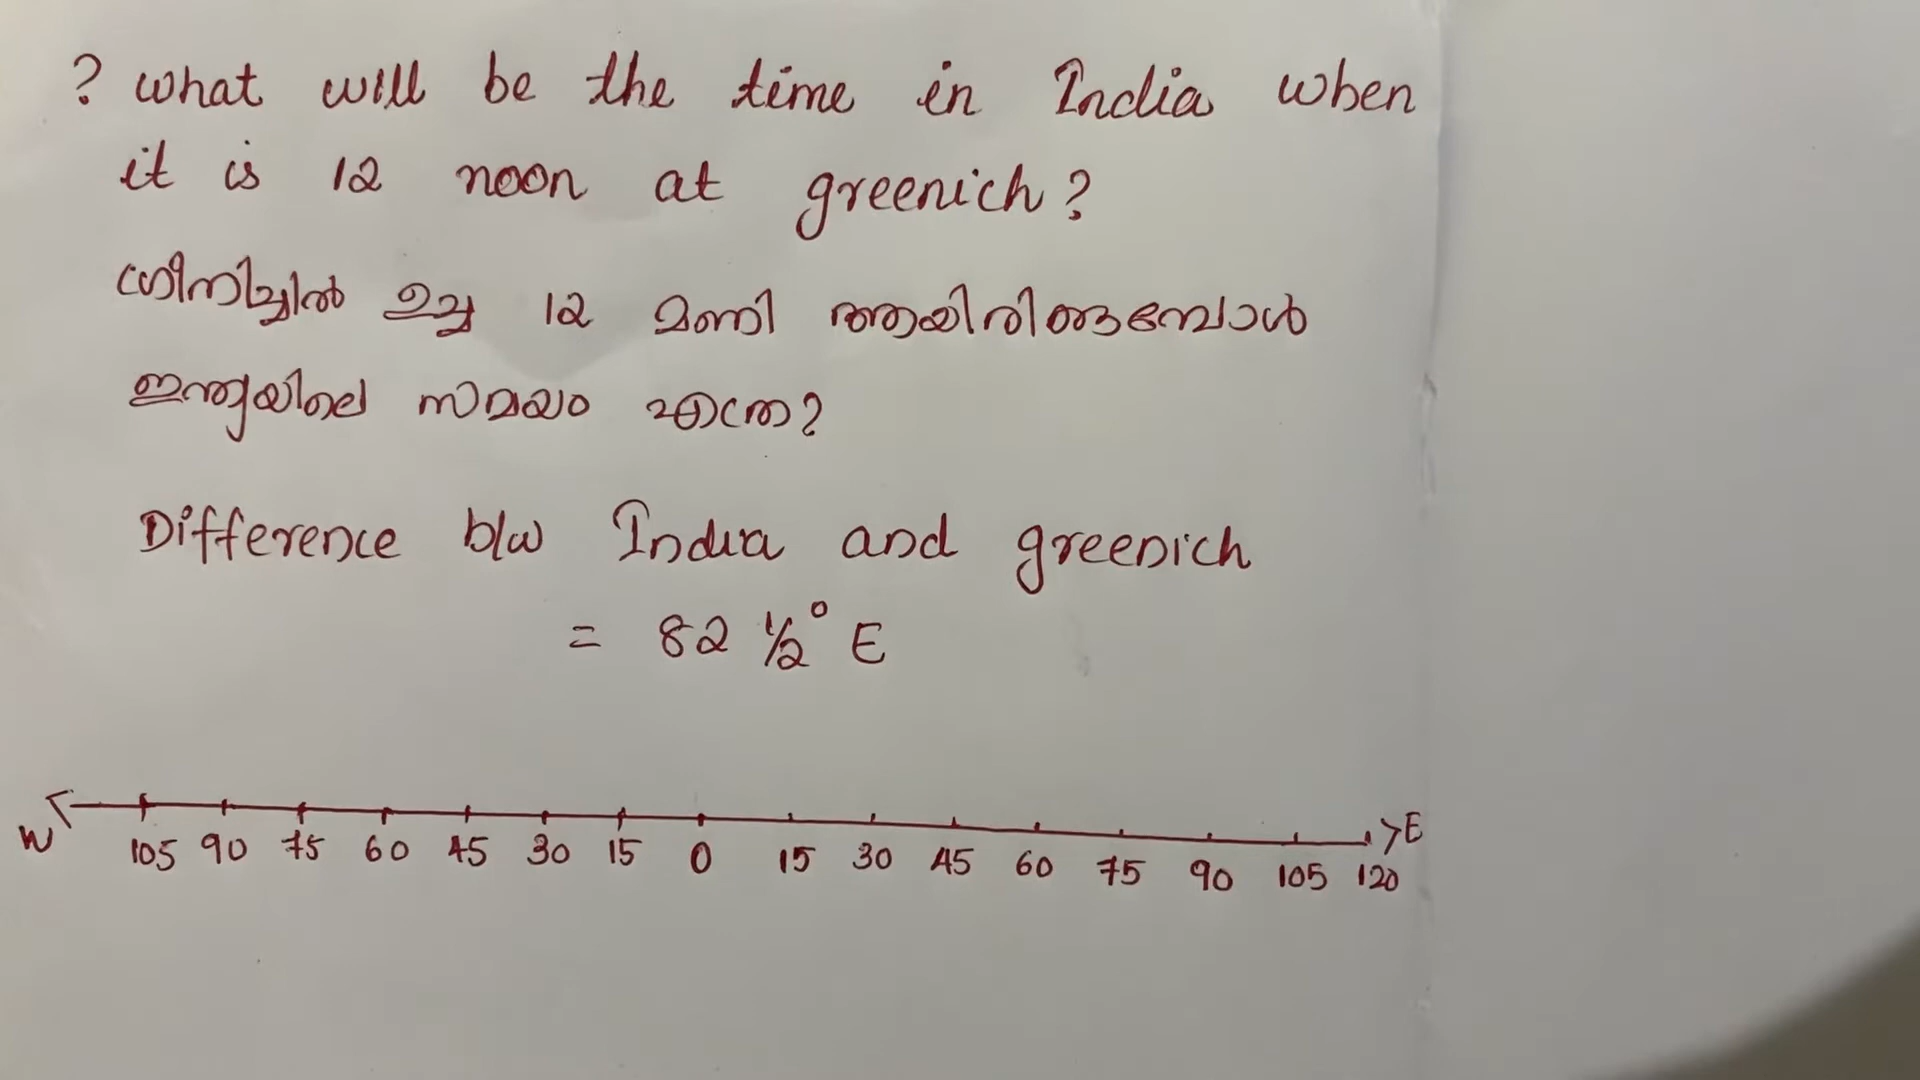 ? what will be the time in India when
it is 12 noon at greenich?
ഗ്രീനിച്ചിൽ ഉച്ച 12 മണി ആയിരിക്കുമ്പോൾ
ഇന്ത്യയിലെ സമയം എത്ര?
Difference b/w India and greenich
= 82 ½° E
W 105 90 75 60 45 30 15 0 15 30 45 60 75 90 105 120 E